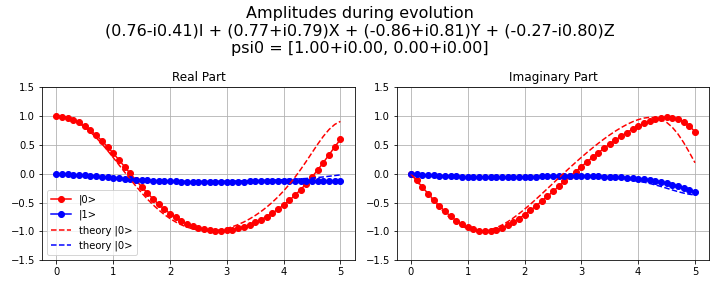 Amplitudes during evolution
(0.76-i0.41)I + (0.77+i0.79)X + (-0.86+i0.81)Y + (-0.27-i0.80)Z
psi0 = [1.00+i0.00, 0.00+i0.00]
Real Part
1.5
1.0
0.5
0.0
−0.5
−1.0
−1.5
0 1 2 3 4 5
|0>
|1>
theory |0>
theory |0>
Imaginary Part
1.5
1.0
0.5
0.0
−0.5
−1.0
−1.5
0 1 2 3 4 5